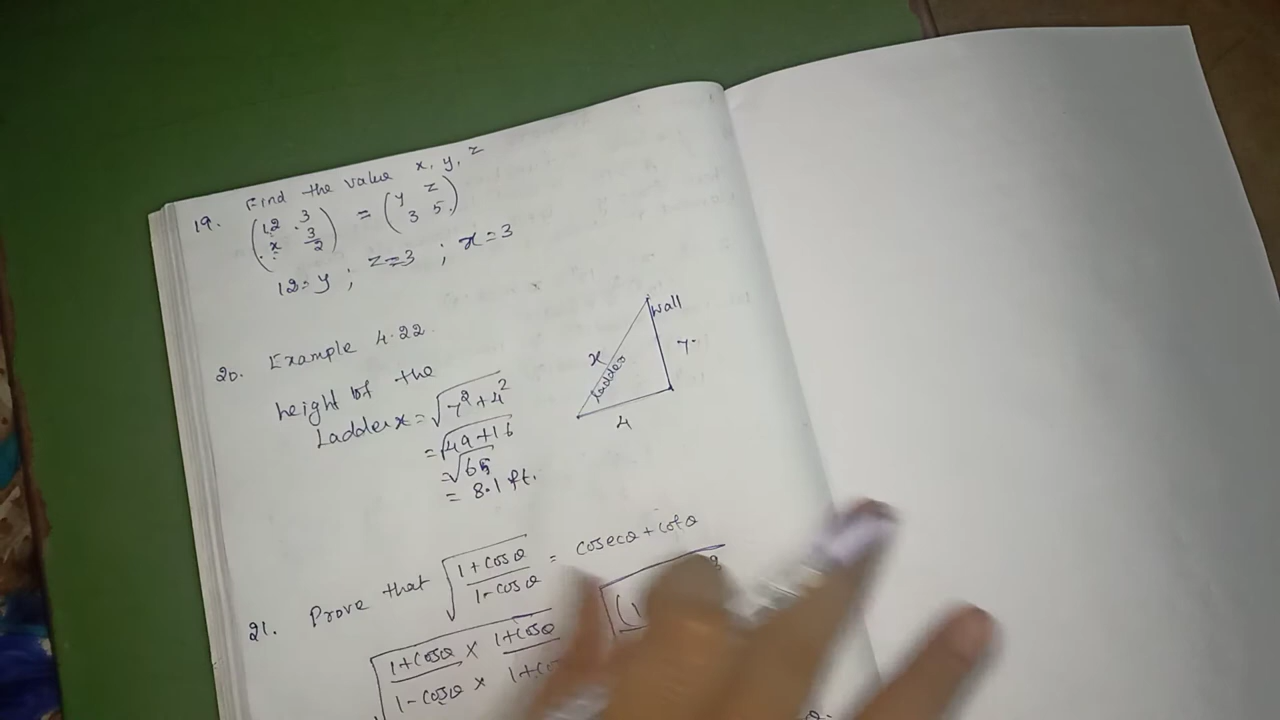 19. Find the value x, y, z
(12 3 = (y z
x 3/2) 3 5)
12=y ; z=3 ; x=3
20. Example 4.22
height of the
Ladder x = √7²+4²
= √49+16
= √65
= 8.1 ft.
wall
x
Ladder
7
4
21. Prove that √1+cosθ/1-cosθ = cosecθ+cotθ
√1+cosθ/1-cosθ × 1+cosθ